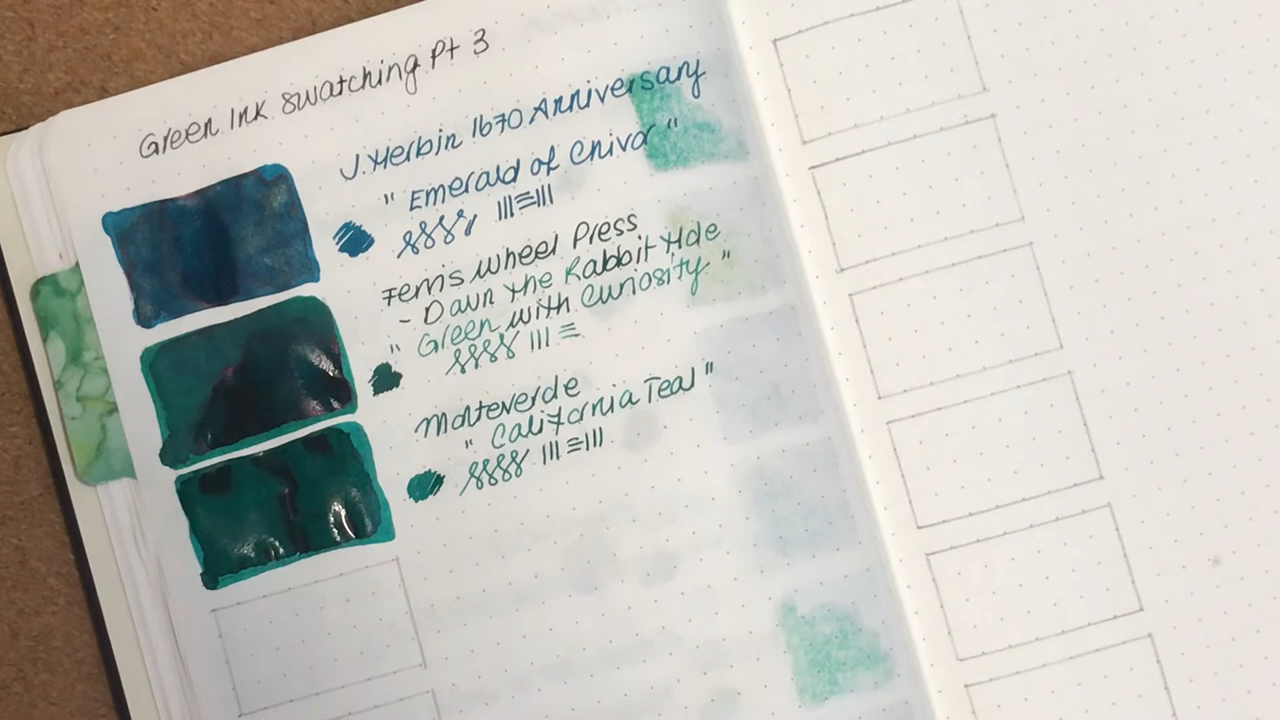 Green Ink Swatching Pt 3
J. Herbin 1670 Anniversary
" Emerald of Chivor "
Ferris Wheel Press
- Down the Rabbit Hole
" Green with Curiosity "
Monteverde
" California Teal "